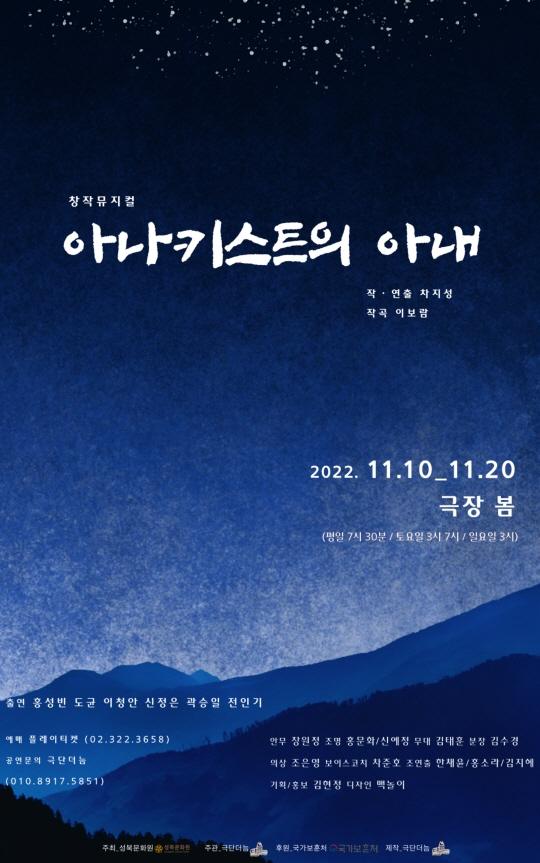 창작뮤지컬
아나키스트의 아내
작 · 연출 차지성
작곡 이보람
2022. 11.10_11.20
극장 봄
(평일 7시 30분 / 토요일 3시 7시 / 일요일 3시)
출연 홍성빈 도균 이청안 신정은 곽승일 전인기
예매 플레이티켓 (02.322.3658)
공연문의 극단더늠
(010.8917.5851)
안무 장원정 조명 홍문화/신예정 무대 김태훈 분장 김수경
의상 조은영 보이스코치 차준호 조연출 한채윤/홍소라/김지혜
기획/홍보 김현정 디자인 맥놀이
주최_성북문화원 성북문화원 주관_극단더늠 후원_국가보훈처 국가보훈처 제작_극단더늠